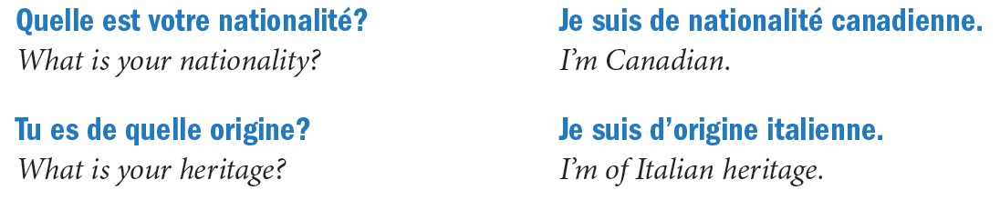 Quelle est votre nationalité?
What is your nationality?
Je suis de nationalité canadienne.
I'm Canadian.
Tu es de quelle origine?
What is your heritage?
Je suis d'origine italienne.
I'm of Italian heritage.